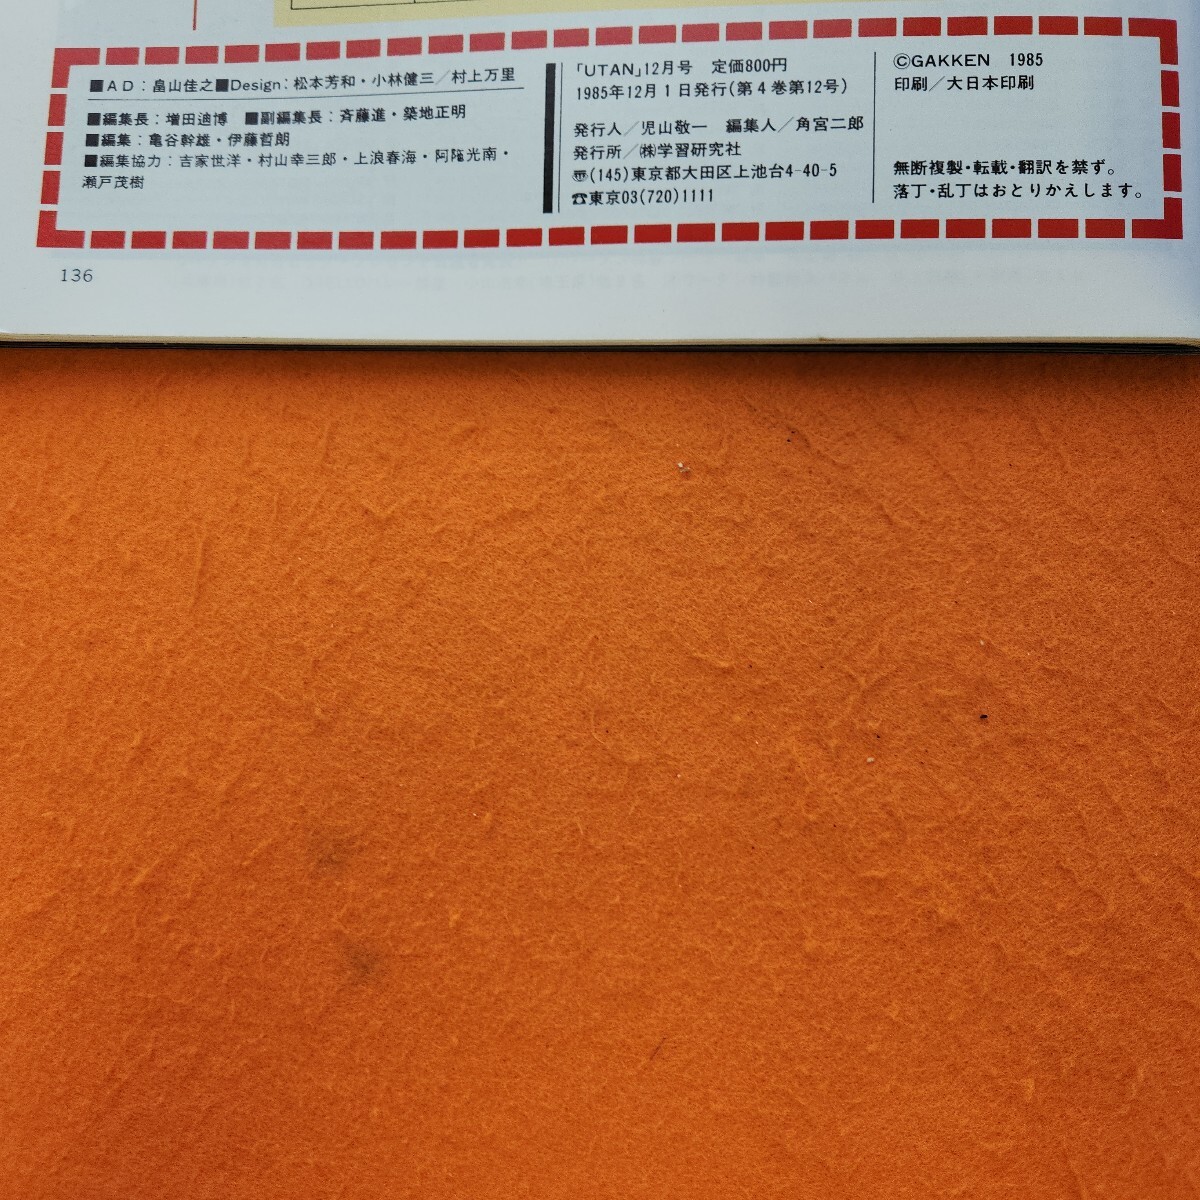 ■AD：畠山佳之■Design：松本芳和・小林健三／村上万里
■編集長：増田迪博　■副編集長：斉藤進・築地正明
■編集：亀谷幹雄・伊藤哲朗
■編集協力：吉家世洋・村山幸三郎・上浪春海・阿隆光南・
瀬戸茂樹
「UTAN」12月号　定価800円
1985年12月1日発行(第4巻第12号)
発行人／児山敬一　編集人／角宮二郎
発行所／㈱学習研究社
〠(145)東京都大田区上池台4-40-5
☎東京03(720)1111
©GAKKEN　1985
印刷／大日本印刷
無断複製・転載・翻訳を禁ず。
落丁・乱丁はおとりかえします。
136